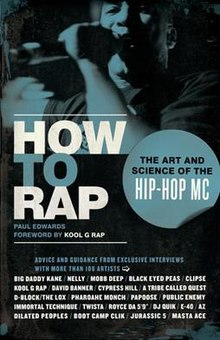 HOW
TO
RAP
THE ART AND
SCIENCE OF THE
HIP-HOP MC
PAUL EDWARDS
FOREWORD BY KOOL G RAP
ADVICE AND GUIDANCE FROM EXCLUSIVE INTERVIEWS
WITH MORE THAN 100 ARTISTS
BIG DADDY KANE / NELLY / MOBB DEEP / BLACK EYED PEAS / CLIPSE
KOOL G RAP / DAVID BANNER / CYPRESS HILL / A TRIBE CALLED QUEST
D-BLOCK/THE LOX / PHAROAHE MONCH / PAPOOSE / PUBLIC ENEMY
IMMORTAL TECHNIQUE / TWISTA / ROYCE DA 5'9" / DJ QUIK / E-40 / AZ
DILATED PEOPLES / BOOT CAMP CLIK / JURASSIC 5 / MASTA ACE